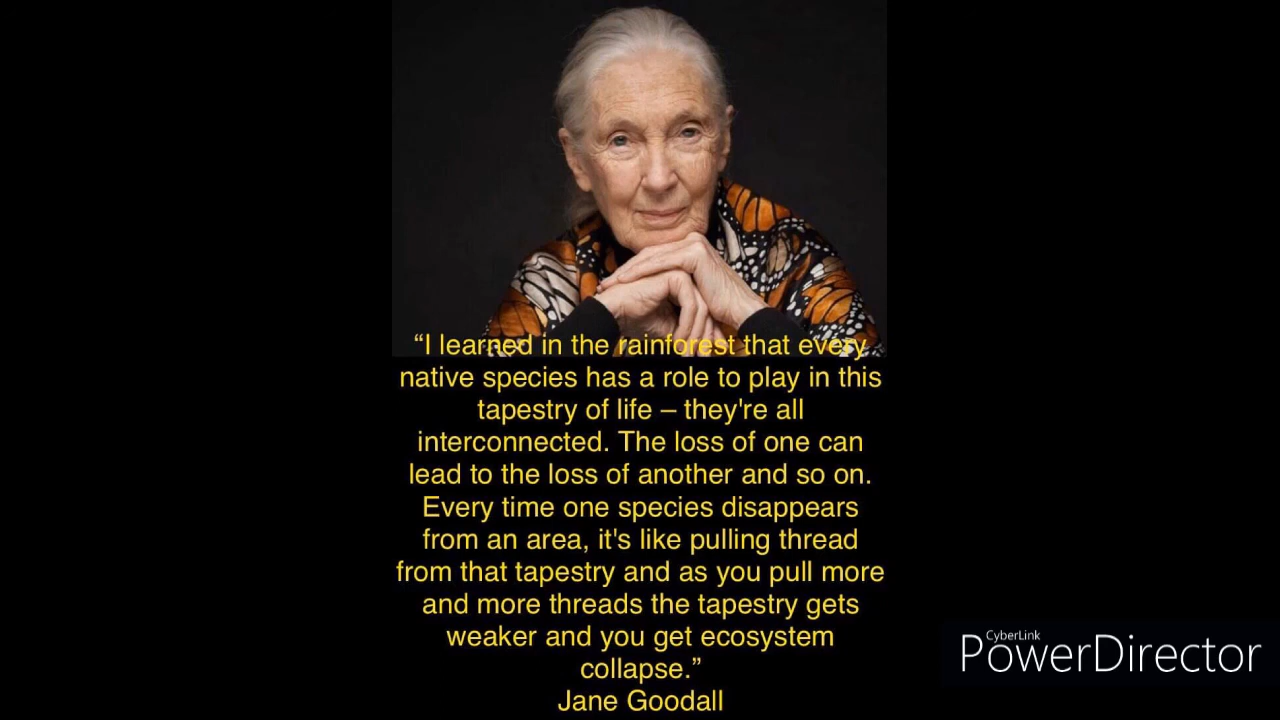 “I learned in the rainforest that every
native species has a role to play in this
tapestry of life – they're all
interconnected. The loss of one can
lead to the loss of another and so on.
Every time one species disappears
from an area, it's like pulling thread
from that tapestry and as you pull more
and more threads the tapestry gets
weaker and you get ecosystem
collapse.”
Jane Goodall
CyberLink
PowerDirector